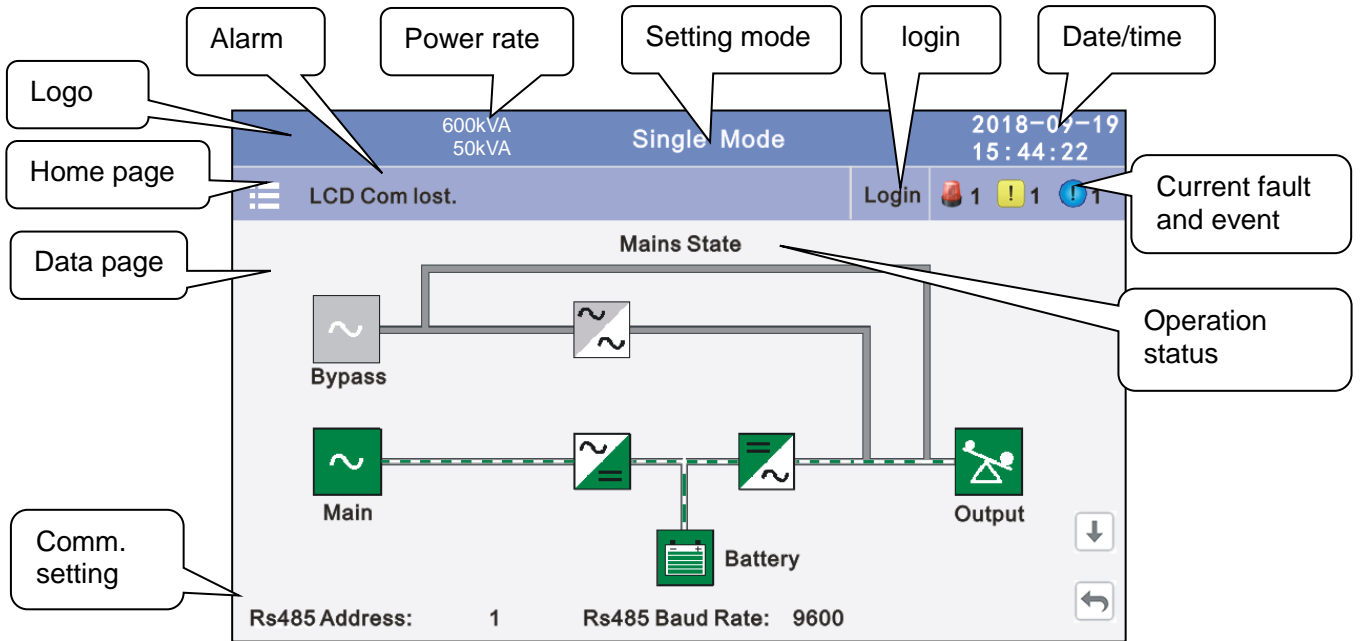 Alarm
Power rate
Setting mode
login
Date/time
Logo
600kVA
50kVA
Single Mode
2018-09-19
15:44:22
Home page
LCD Com lost.
Login
1
! 1
! 1
Current fault
and event
Data page
Mains State
Operation
status
Bypass
Main
Output
Battery
Comm.
setting
Rs485 Address: 1 Rs485 Baud Rate: 9600